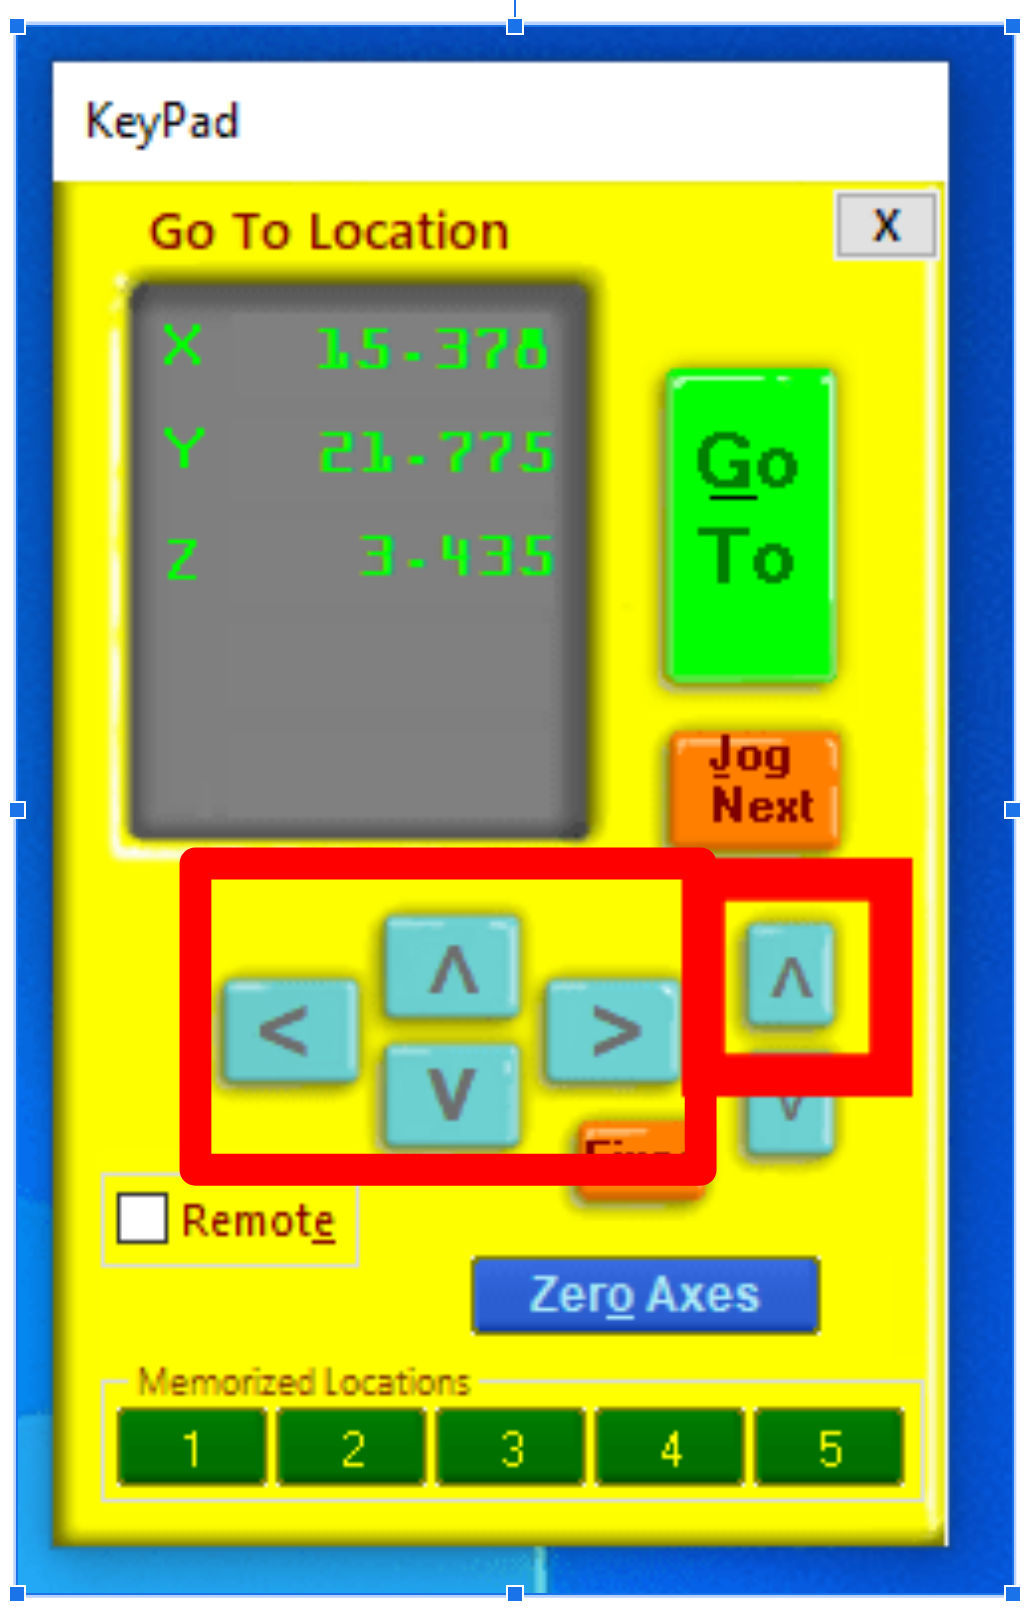 KeyPad
Go To Location
X
X 15.378
Y 21.775
Z 3.435
Go
To
Jog
Next
<
^
v
>
^
v
Remote
Zero Axes
Memorized Locations
1 2 3 4 5